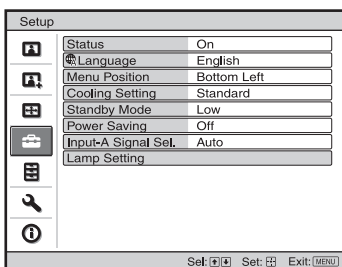 Setup
Status On
Language English
Menu Position Bottom Left
Cooling Setting Standard
Standby Mode Low
Power Saving Off
Input-A Signal Sel. Auto
Lamp Setting
Sel: Set: Exit: MENU